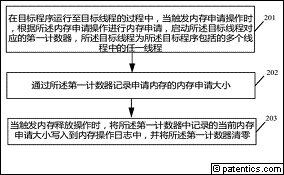 在目标程序运行至目标线程的过程中，当触发内存申请操作时，
根据所述内存申请操作进行内存申请，启动所述目标线程对
应的第一计数器，所述目标线程为所述目标程序包括的多个线
程中的任一线程
201
通过所述第一计数器记录申请内存的内存申请大小
202
当触发内存释放操作时，将所述第一计数器中记录的当前内存
申请大小写入到内存操作日志中，并将所述第一计数器清零
203
© patentics.com